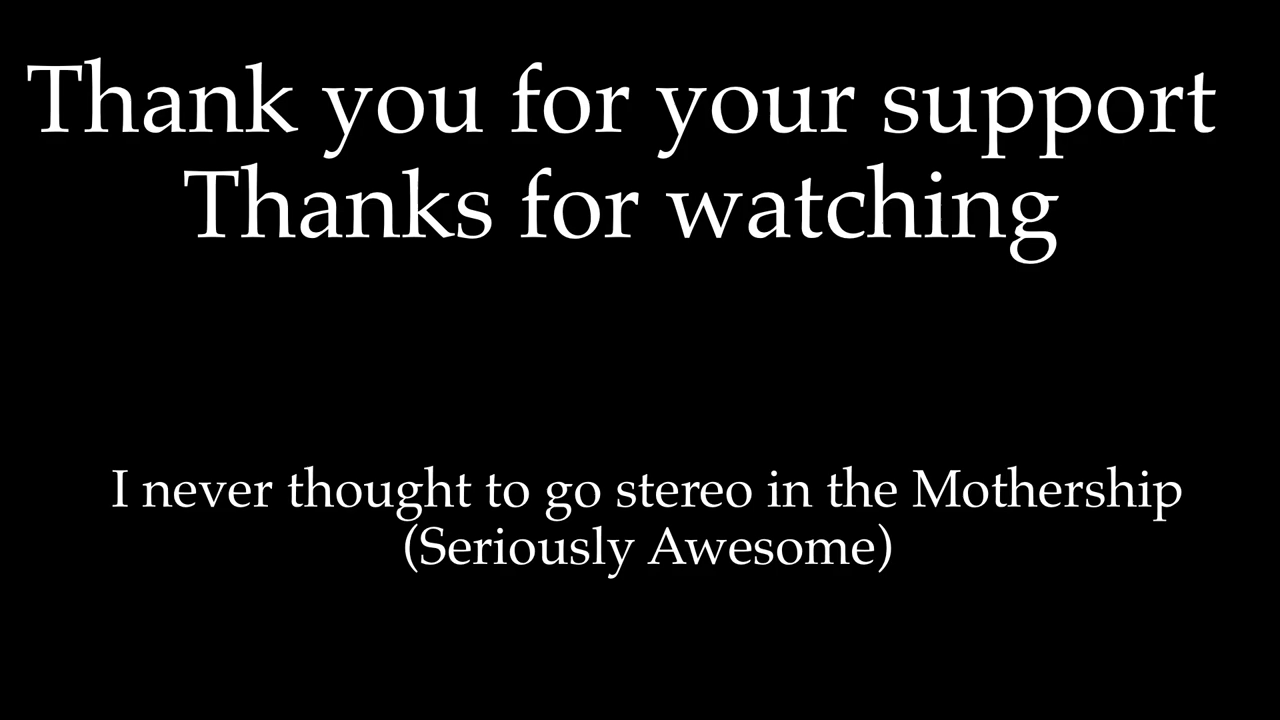 Thank you for your support
Thanks for watching
I never thought to go stereo in the Mothership
(Seriously Awesome)